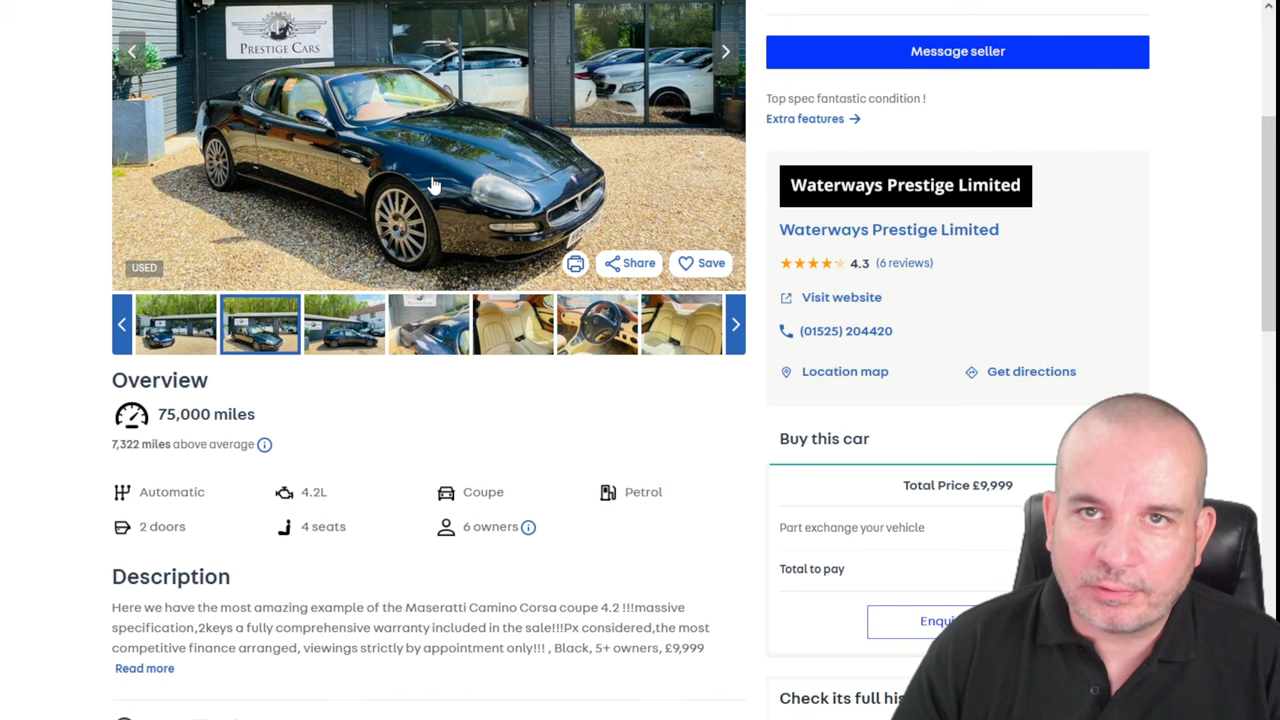 PRESTIGE CARS
USED
Share
Save
Overview
75,000 miles
7,322 miles above average
Automatic
4.2L
Coupe
Petrol
2 doors
4 seats
6 owners
Description
Here we have the most amazing example of the Maseratti Camino Corsa coupe 4.2 !!!massive
specification,2keys a fully comprehensive warranty included in the sale!!!Px considered,the most
competitive finance arranged, viewings strictly by appointment only!!! , Black, 5+ owners, £9,999
Read more
Message seller
Top spec fantastic condition !
Extra features
Waterways Prestige Limited
Waterways Prestige Limited
4.3 (6 reviews)
Visit website
(01525) 204420
Location map
Get directions
Buy this car
Total Price £9,999
Part exchange your vehicle
Total to pay
Enqui
Check its full his